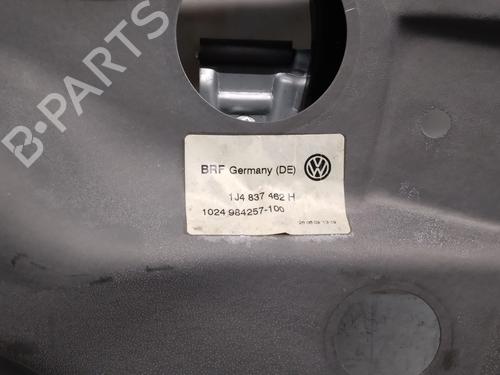 B-PARTS
BRF Germany (DE)
1J4 837 462 H
1024 984257-100